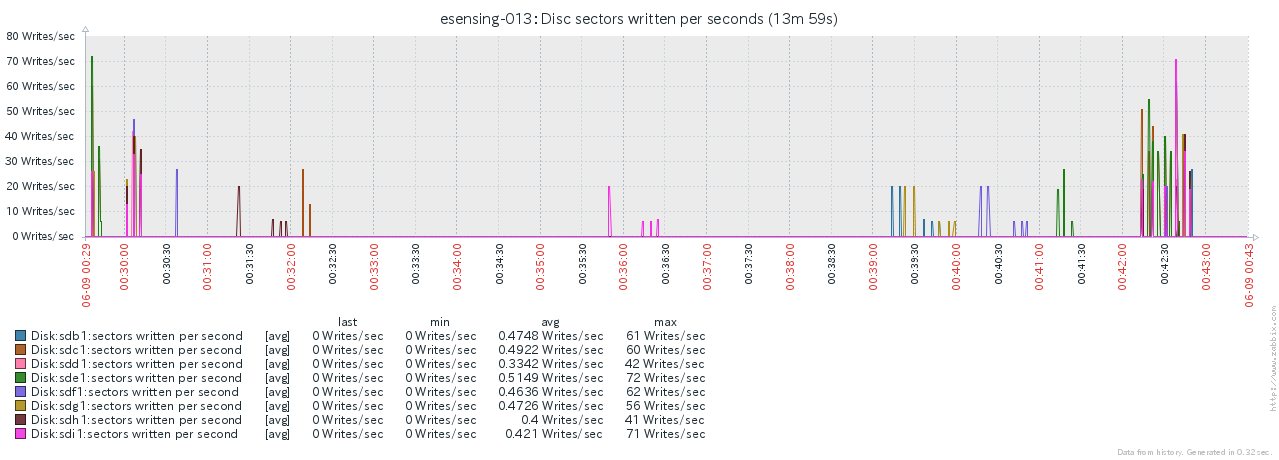 esensing-013: Disc sectors written per seconds (13m 59s)
80 Writes/sec
70 Writes/sec
60 Writes/sec
50 Writes/sec
40 Writes/sec
30 Writes/sec
20 Writes/sec
10 Writes/sec
0 Writes/sec
06-09 00:29
00:30:00
00:30:30
00:31:00
00:31:30
00:32:00
00:32:30
00:33:00
00:33:30
00:34:00
00:34:30
00:35:00
00:35:30
00:36:00
00:36:30
00:37:00
00:37:30
00:38:00
00:38:30
00:39:00
00:39:30
00:40:00
00:40:30
00:41:00
00:41:30
00:42:00
00:42:30
00:43:00
06-09 00:43
last min avg max
Disk:sdb1:sectors written per second [avg] 0 Writes/sec 0 Writes/sec 0.4748 Writes/sec 61 Writes/sec
Disk:sdc1:sectors written per second [avg] 0 Writes/sec 0 Writes/sec 0.4922 Writes/sec 60 Writes/sec
Disk:sdd1:sectors written per second [avg] 0 Writes/sec 0 Writes/sec 0.3342 Writes/sec 42 Writes/sec
Disk:sde1:sectors written per second [avg] 0 Writes/sec 0 Writes/sec 0.5149 Writes/sec 72 Writes/sec
Disk:sdf1:sectors written per second [avg] 0 Writes/sec 0 Writes/sec 0.4636 Writes/sec 62 Writes/sec
Disk:sdg1:sectors written per second [avg] 0 Writes/sec 0 Writes/sec 0.4726 Writes/sec 56 Writes/sec
Disk:sdh1:sectors written per second [avg] 0 Writes/sec 0 Writes/sec 0.4 Writes/sec 41 Writes/sec
Disk:sdi1:sectors written per second [avg] 0 Writes/sec 0 Writes/sec 0.421 Writes/sec 71 Writes/sec
http://www.zabbix.com
Data from history. Generated in 0.32 sec.